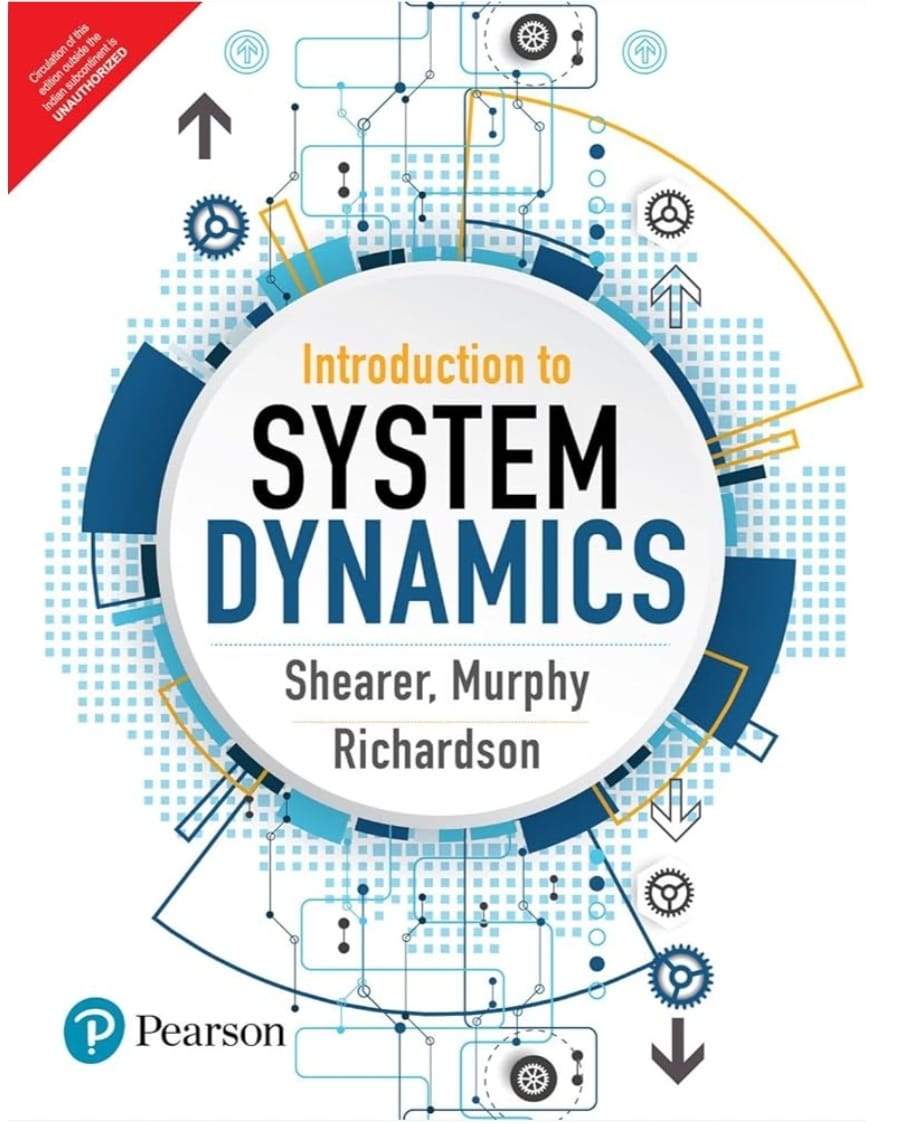 Circulation of this
edition outside the
Indian subcontinent is
UNAUTHORIZED
Introduction to
SYSTEM
DYNAMICS
Shearer, Murphy
Richardson
Pearson